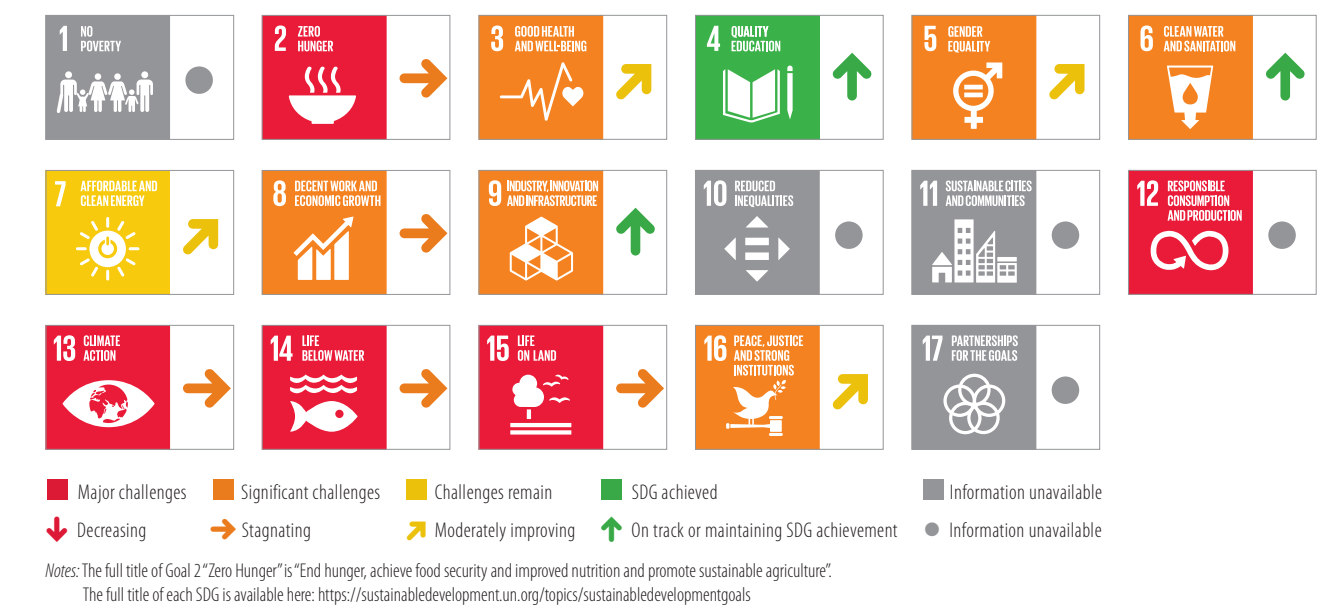 1 NO
POVERTY
2 ZERO
HUNGER
3 GOOD HEALTH
AND WELL-BEING
4 QUALITY
EDUCATION
5 GENDER
EQUALITY
6 CLEAN WATER
AND SANITATION
7 AFFORDABLE AND
CLEAN ENERGY
8 DECENT WORK AND
ECONOMIC GROWTH
9 INDUSTRY, INNOVATION
AND INFRASTRUCTURE
10 REDUCED
INEQUALITIES
11 SUSTAINABLE CITIES
AND COMMUNITIES
12 RESPONSIBLE
CONSUMPTION
AND PRODUCTION
13 CLIMATE
ACTION
14 LIFE
BELOW WATER
15 LIFE
ON LAND
16 PEACE, JUSTICE
AND STRONG
INSTITUTIONS
17 PARTNERSHIPS
FOR THE GOALS
Major challenges Significant challenges Challenges remain SDG achieved Information unavailable
Decreasing Stagnating Moderately improving On track or maintaining SDG achievement Information unavailable
Notes: The full title of Goal 2 “Zero Hunger” is “End hunger, achieve food security and improved nutrition and promote sustainable agriculture”.
The full title of each SDG is available here: https://sustainabledevelopment.un.org/topics/sustainabledevelopmentgoals